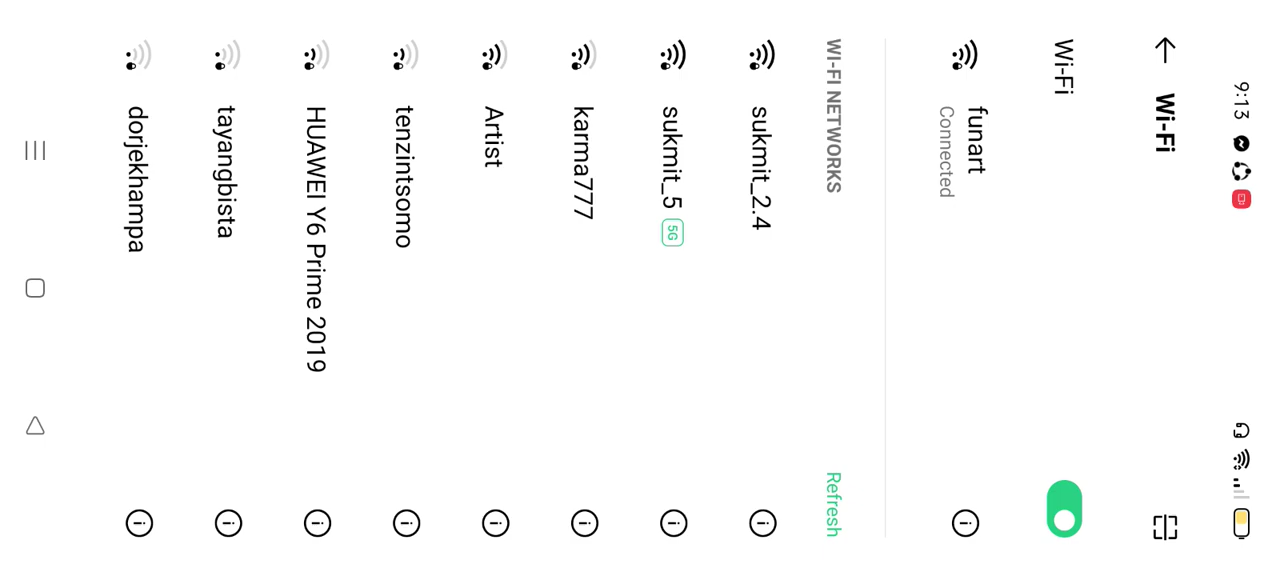 9:13
Wi-Fi
Wi-Fi
funart
Connected
WI-FI NETWORKS Refresh
sukmit_2.4
sukmit_5 5G
karma777
Artist
tenzintsomo
HUAWEI Y6 Prime 2019
tayangbista
dorjekhampa